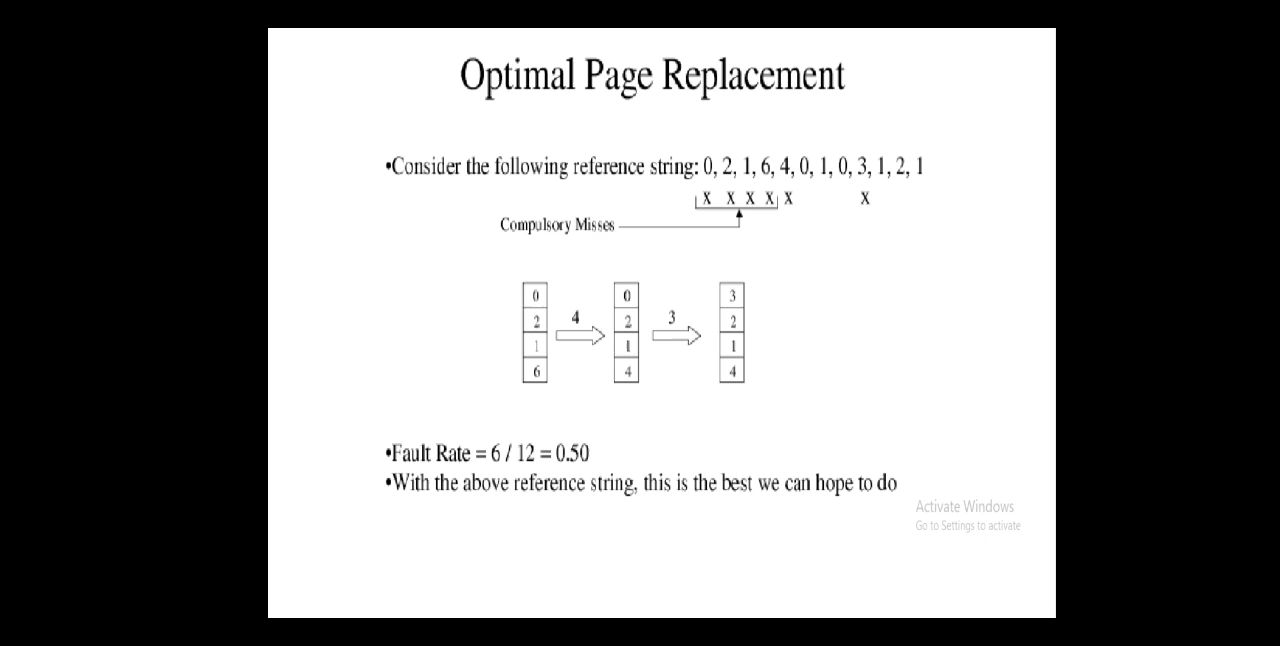 Optimal Page Replacement
•Consider the following reference string: 0, 2, 1, 6, 4, 0, 1, 0, 3, 1, 2, 1
X X X X X X
Compulsory Misses
0 0 3
4 3
2 2 2
1 1 1
6 4 4
•Fault Rate = 6 / 12 = 0.50
•With the above reference string, this is the best we can hope to do
Activate Windows
Go to Settings to activate